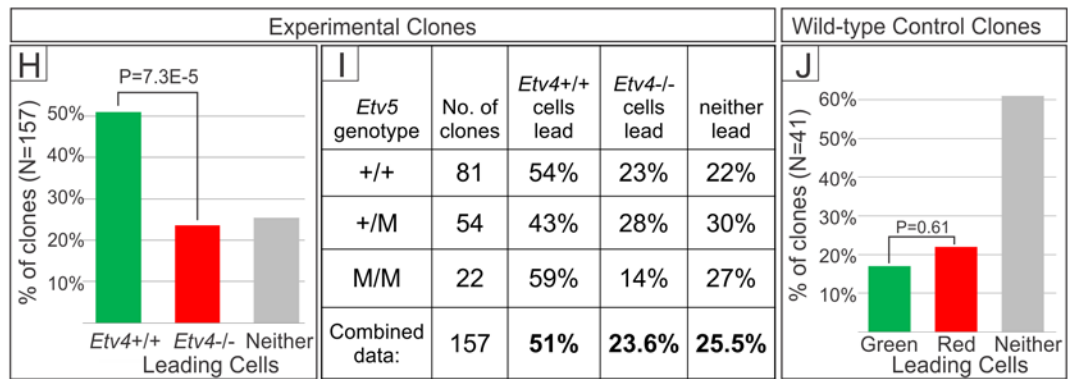 Experimental Clones
Wild-type Control Clones
H
P=7.3E-5
% of clones (N=157)
50%
40%
30%
20%
10%
Etv4+/+ Etv4-/- Neither
Leading Cells
I
Etv5 genotype No. of clones Etv4+/+ cells lead Etv4-/- cells lead neither lead
+/+ 81 54% 23% 22%
+/M 54 43% 28% 30%
M/M 22 59% 14% 27%
Combined data: 157 51% 23.6% 25.5%
J
% of clones (N=41)
60%
50%
40%
30%
20%
10%
P=0.61
Green Red Neither
Leading Cells